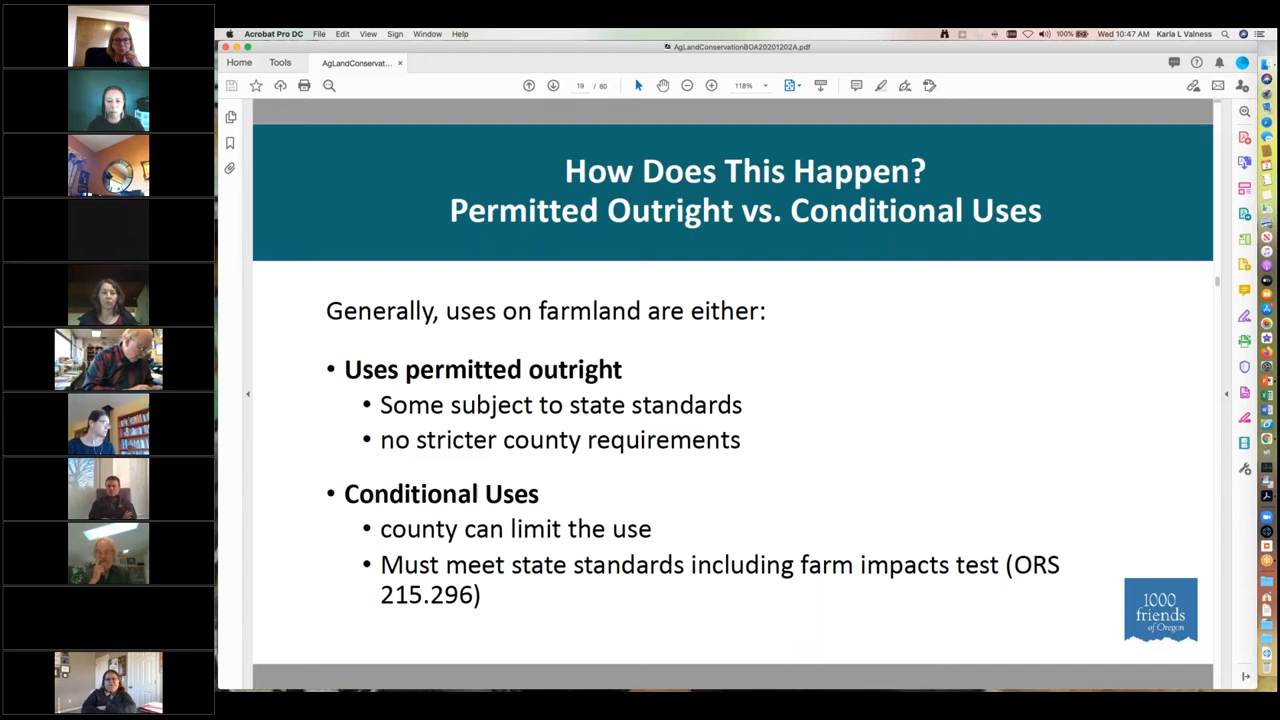 Acrobat Pro DC File Edit View Sign Window Help
100% Wed 10:47 AM Karla L Valness
AgLandConservationBOA20201202A.pdf
Home Tools AgLandConservat... ×
19 / 60 118%
How Does This Happen?
Permitted Outright vs. Conditional Uses
Generally, uses on farmland are either:
• Uses permitted outright
• Some subject to state standards
• no stricter county requirements
• Conditional Uses
• county can limit the use
• Must meet state standards including farm impacts test (ORS
215.296)
1000
friends
of Oregon